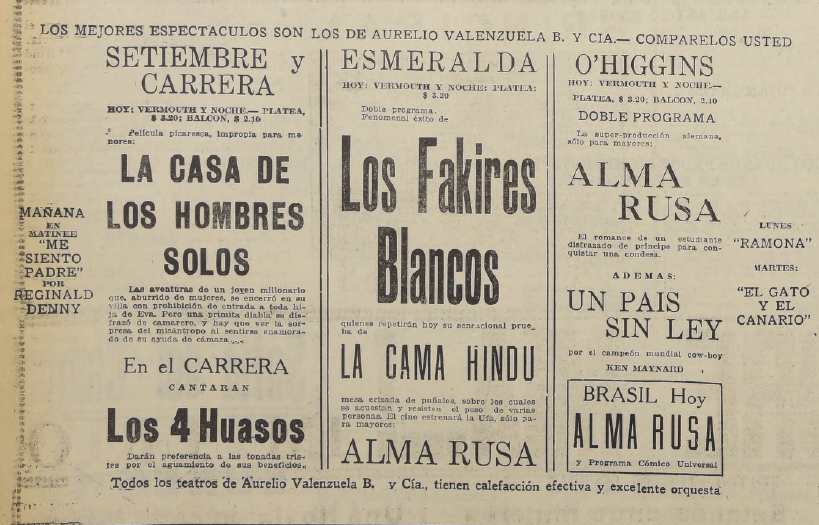 LOS MEJORES ESPECTACULOS SON LOS DE AURELIO VALENZUELA B. Y CIA.— COMPARELOS USTED
MAÑANA
EN
MATINEE
"ME
SIENTO
PADRE"
POR
REGINALD
DENNY
SETIEMBRE y
CARRERA
HOY: VERMOUTH Y NOCHE.— PLATEA,
$ 3.20; BALCON, $ 2.10
Película picaresca, impropia para me
nores:
LA CASA DE
LOS HOMBRES
SOLOS
Las aventuras de un joven millonario
que, aburrido de mujeres, se encerró en su
villa con prohibición de entrada a toda hi-
ja de Eva. Pero una primita diabla se dis-
frazó de camarero, y hay que ver la sor-
presa del misántropo al sentirse enamora-
do de su ayuda de cámara....
En el CARRERA
CANTARAN
Los 4 Huasos
Darán preferencia a las tonadas tris-
tes por el aguamiento de sus beneficios.
ESMERALDA
HOY: VERMOUTH Y NOCHE: PLATEA:
$ 3.20
Doble programa.
Fenomenal éxito de
Los Fakires
Blancos
quienes repetirán hoy su sensacional prue_
ba de
LA CAMA HINDU
mesa erizada de puñales, sobre los cuales
se acuestan y resisten el peso de varias
personas. El cine estrenará la Ufa, sólo pa-
ra mayores:
ALMA RUSA
O'HIGGINS
HOY: VERMOUTH Y NOCHE.—
PLATEA, $ 3.20; BALCON, 2.10
DOBLE PROGRAMA
La super-producción alemana,
sólo para mayores:
ALMA
RUSA
El romance de un estudiante
disfrazado de príncipe para con-
quistar una condesa.
ADEMAS:
UN PAIS
SIN LEY
por el campeón mundial cow-boy
KEN MAYNARD
BRASIL Hoy
ALMA RUSA
y Programa Cómico Universal
LUNES
"RAMONA"
MARTES:
"EL GATO
Y EL
CANARIO"
Todos los teatros de Aurelio Valenzuela B. y Cía., tienen calefacción efectiva y excelente orquesta